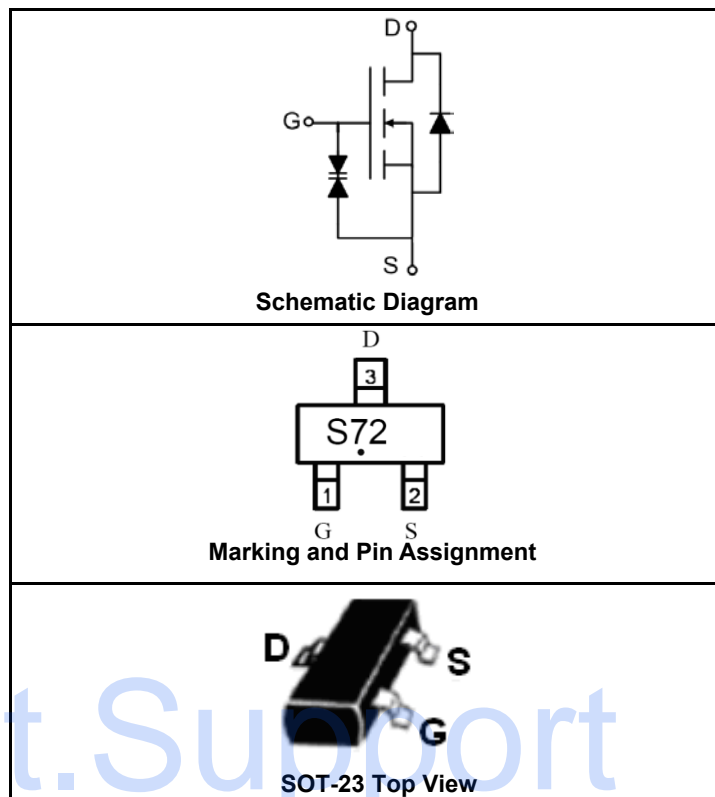 D
G
S
Schematic Diagram
D
3
S72
1 2
G S
Marking and Pin Assignment
D S
G
t.Support
SOT-23 Top View